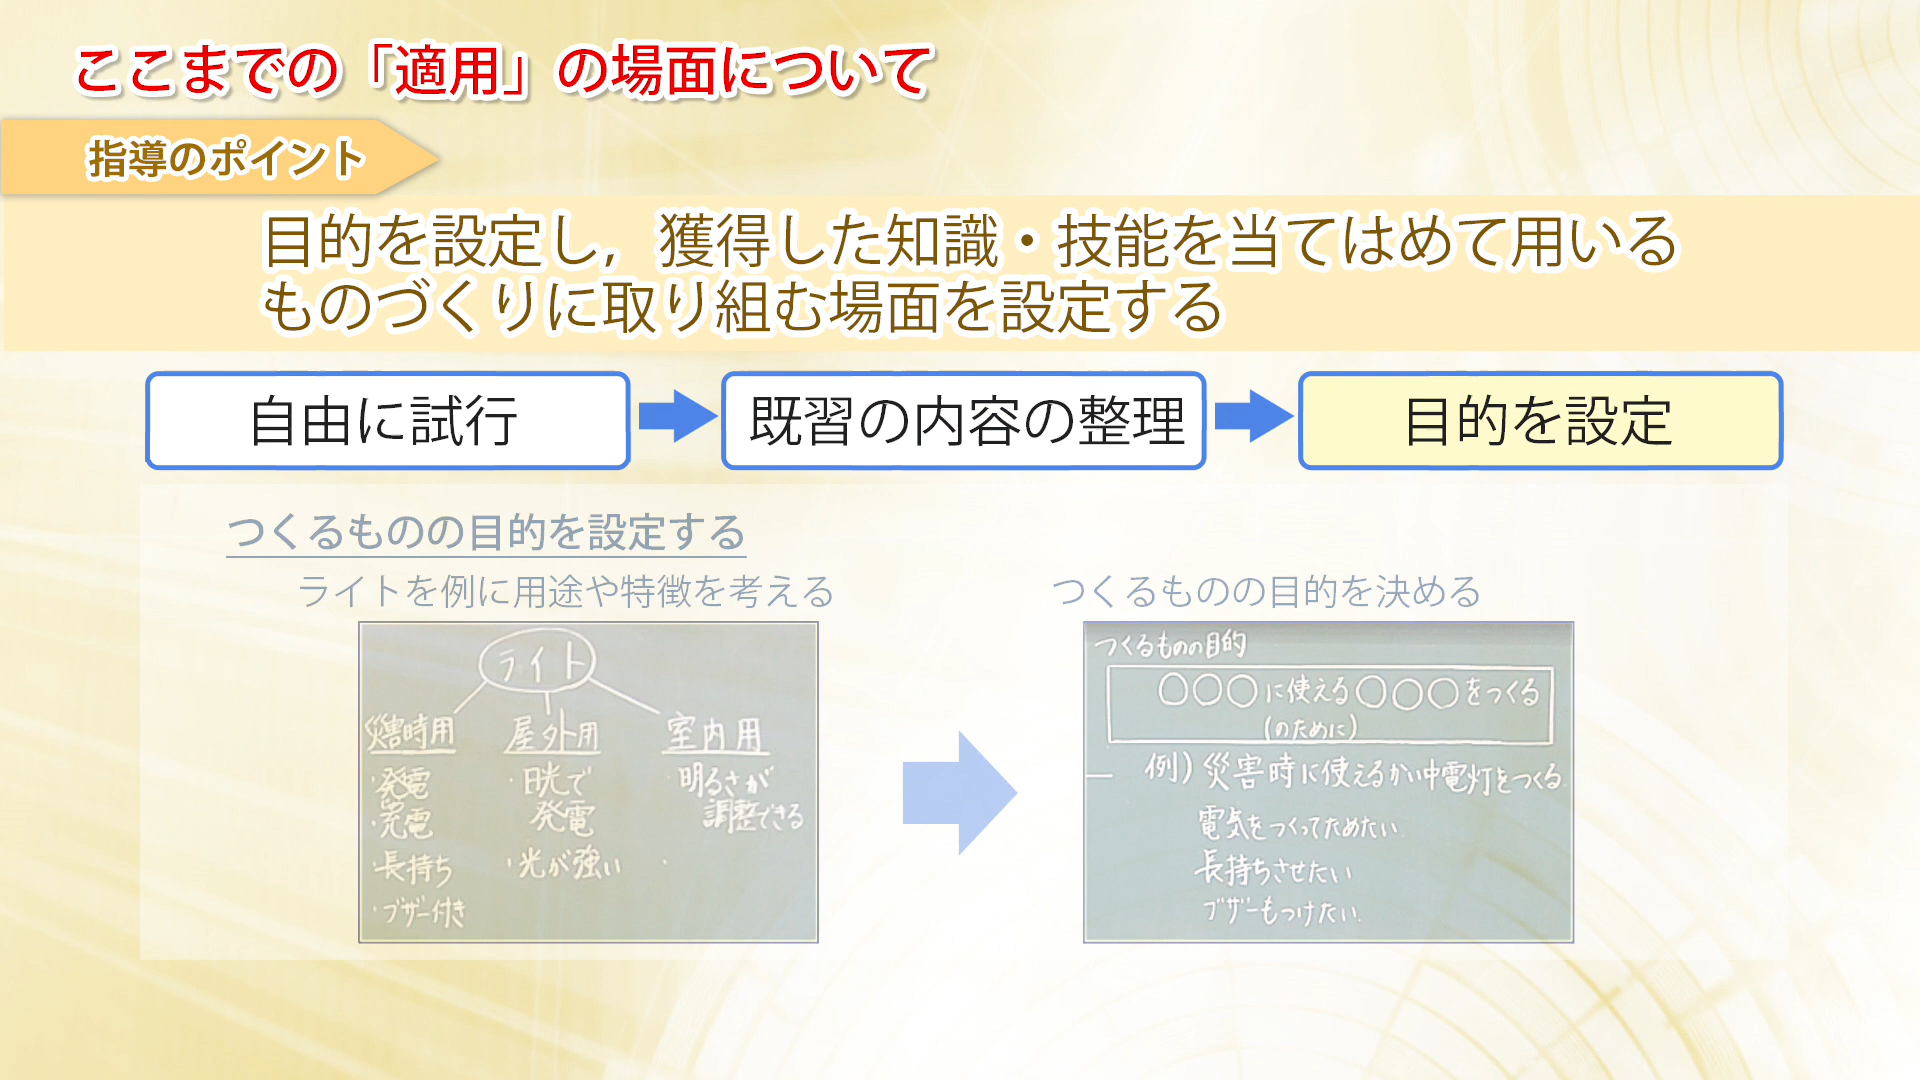 ここまでの「適用」の場面について
指導のポイント
目的を設定し，獲得した知識・技能を当てはめて用いる
ものづくりに取り組む場面を設定する
自由に試行
既習の内容の整理
目的を設定
つくるものの目的を設定する
ライトを例に用途や特徴を考える
ライト
災害時用
・発電
・充電
・長持ち
・ブザー付き
屋外用
・日光で
発電
・光が強い
室内用
・明るさが
調整できる
・
つくるものの目的を決める
つくるものの目的
○○○に使える○○○をつくる
(のために)
例)災害時に使えるかい中電灯をつくる
電気をつくってためたい
長持ちさせたい
ブザーもつけたい